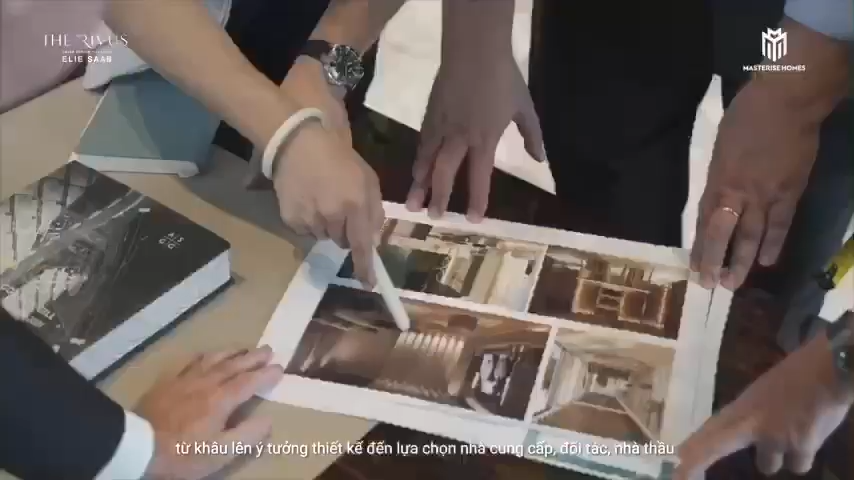 THE RIVUS
ELIE SAAB
MASTERISE HOMES
từ khâu lên ý tưởng thiết kế đến lựa chọn nhà cung cấp, đối tác, nhà thầu